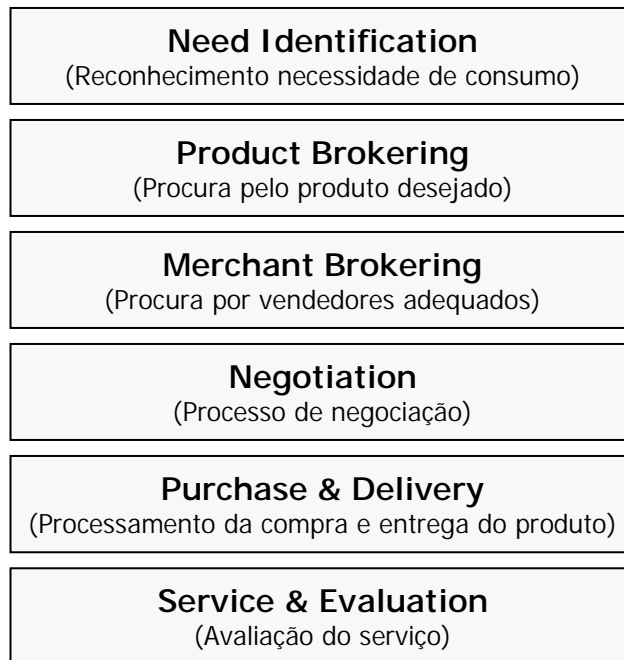 Need Identification
(Reconhecimento necessidade de consumo)
Product Brokering
(Procura pelo produto desejado)
Merchant Brokering
(Procura por vendedores adequados)
Negotiation
(Processo de negociação)
Purchase & Delivery
(Processamento da compra e entrega do produto)
Service & Evaluation
(Avaliação do serviço)